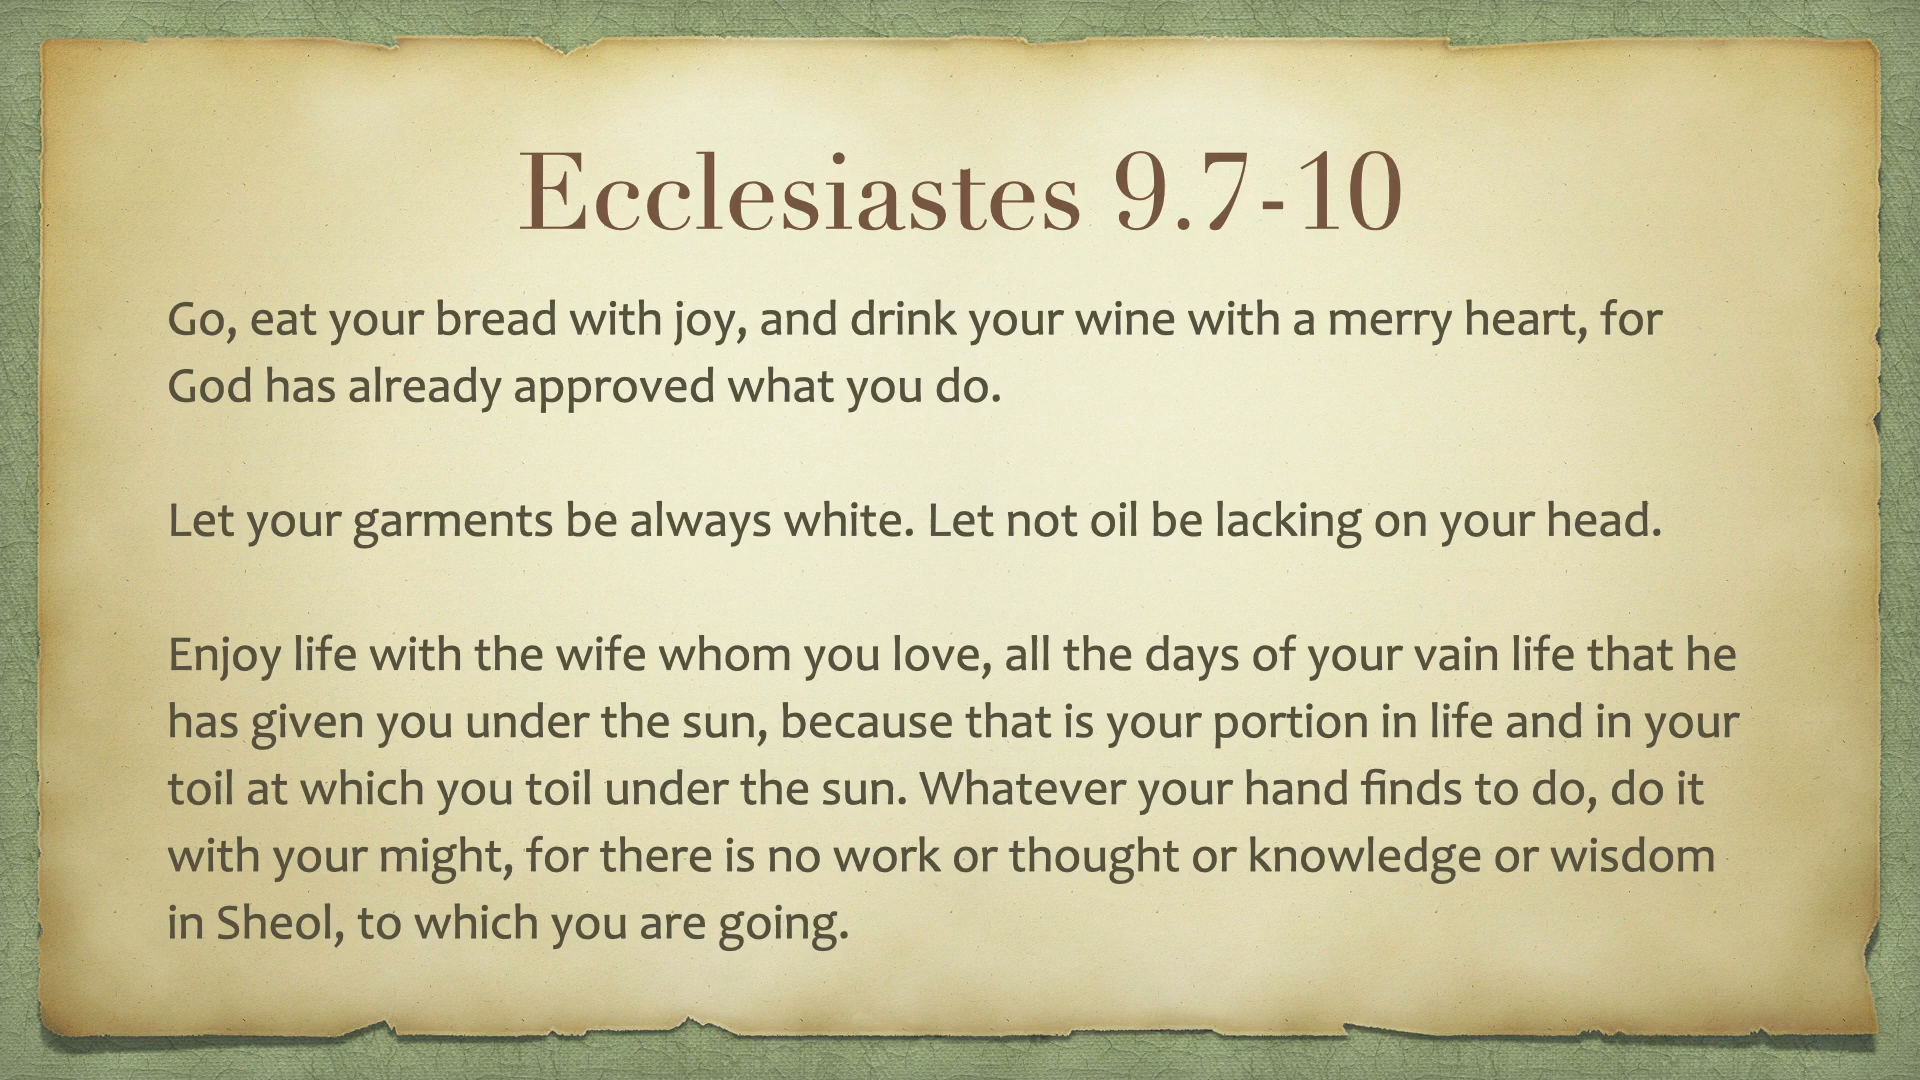 Ecclesiastes 9.7-10
Go, eat your bread with joy, and drink your wine with a merry heart, for
God has already approved what you do.
Let your garments be always white. Let not oil be lacking on your head.
Enjoy life with the wife whom you love, all the days of your vain life that he
has given you under the sun, because that is your portion in life and in your
toil at which you toil under the sun. Whatever your hand finds to do, do it
with your might, for there is no work or thought or knowledge or wisdom
in Sheol, to which you are going.